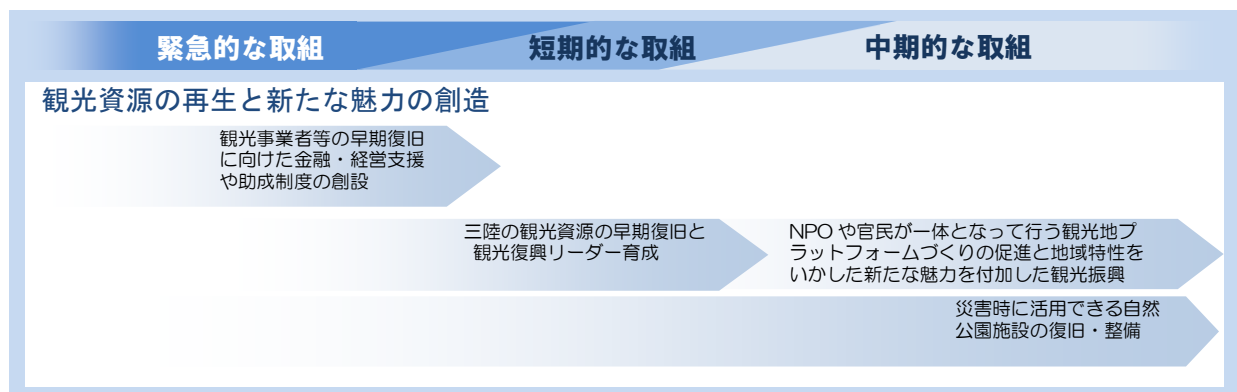 緊急的な取組
短期的な取組
中期的な取組
観光資源の再生と新たな魅力の創造
観光事業者等の早期復旧
に向けた金融・経営支援
や助成制度の創設
三陸の観光資源の早期復旧と
観光復興リーダー育成
NPO や官民が一体となって行う観光地プ
ラットフォームづくりの促進と地域特性を
いかした新たな魅力を付加した観光振興
災害時に活用できる自然
公園施設の復旧・整備